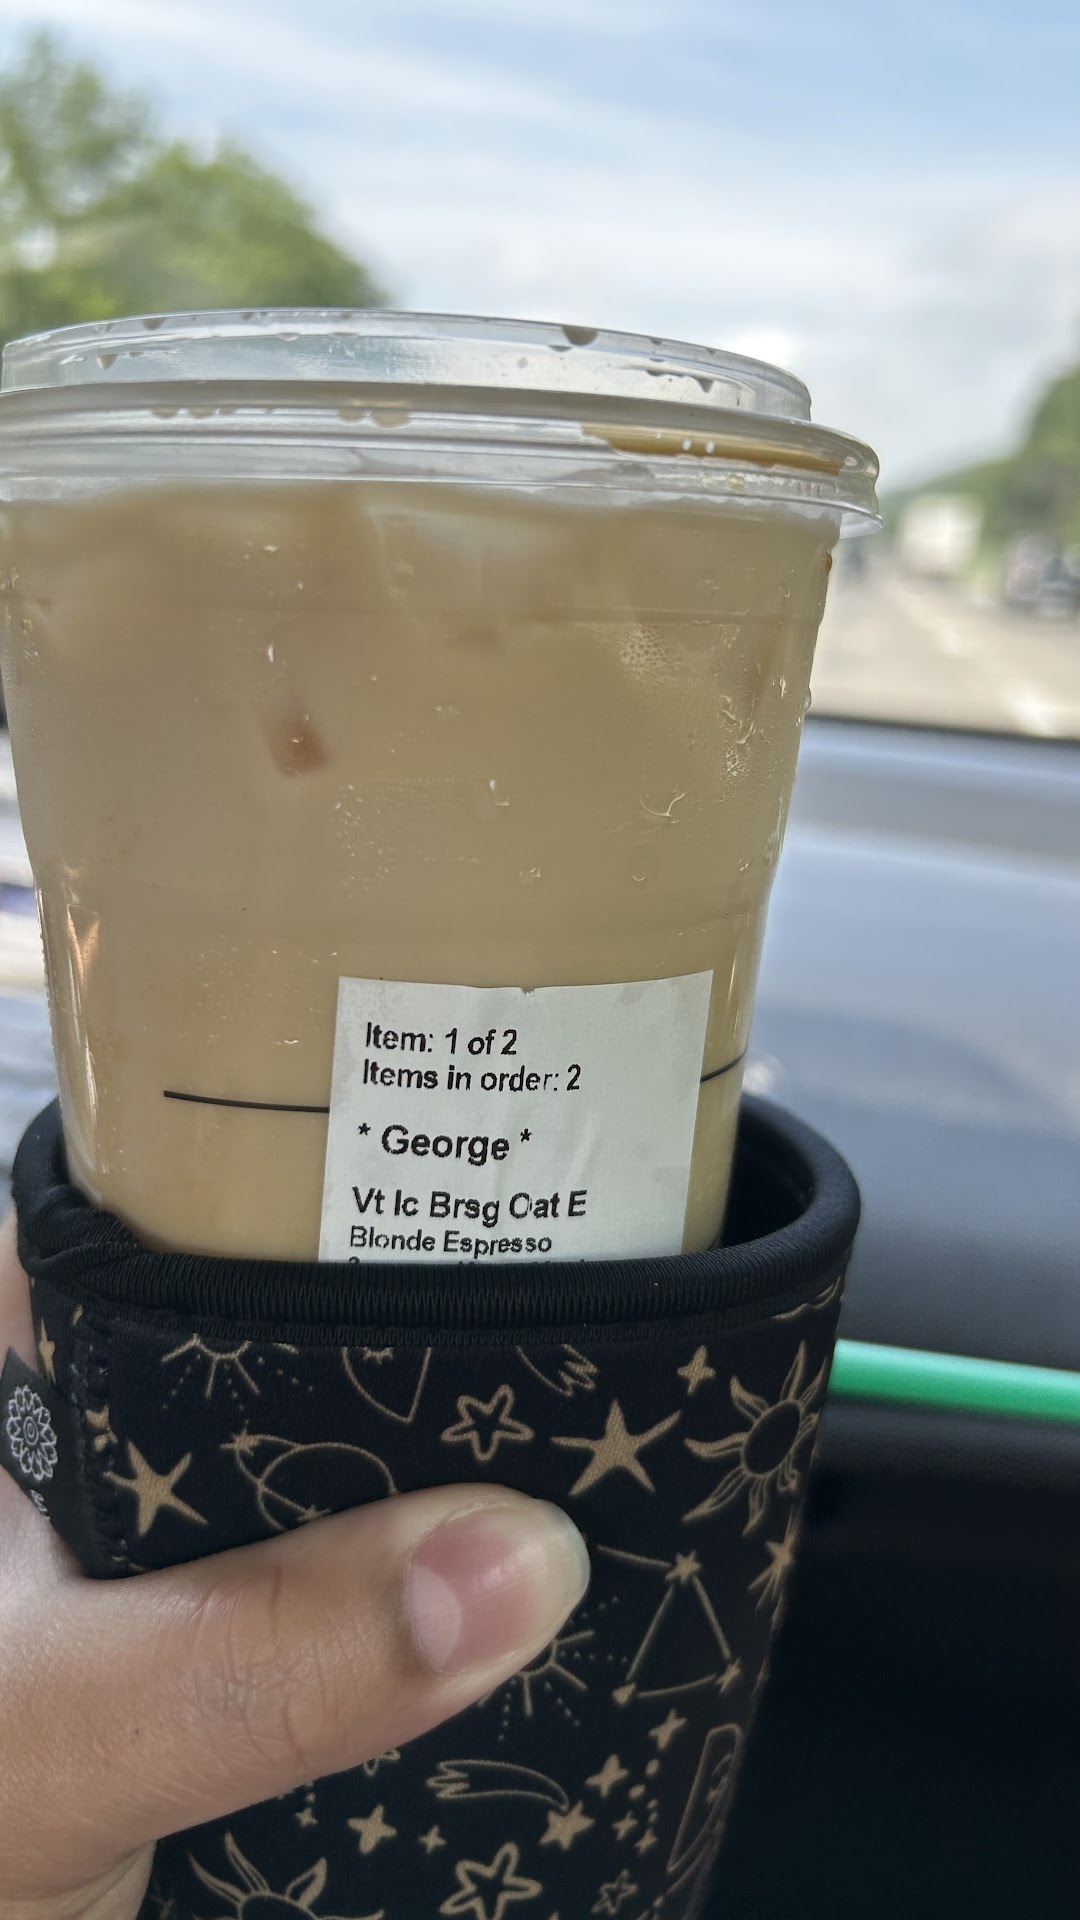 Item: 1 of 2
Items in order: 2
* George *
Vt Ic Brsg Oat E
Blonde Espresso